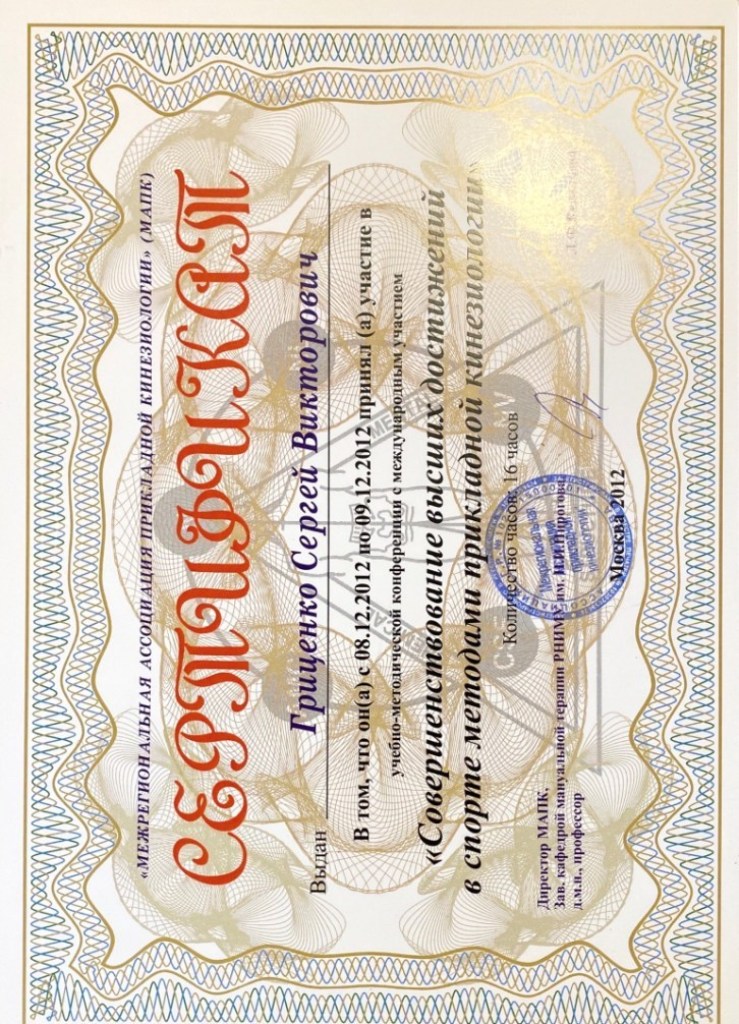 «МЕЖРЕГИОНАЛЬНАЯ АССОЦИАЦИЯ ПРИКЛАДНОЙ КИНЕЗИОЛОГИИ» (МАПК)
СЕРТИФИКАТ
Выдан Гриценко Сергей Викторович
В том, что он(а) с 08.12.2012 по 09.12.2012 принял (а) участие в
учебно-методической конференции с международным участием
«Совершенствование высших достижений
в спорте методами прикладной кинезиологии»
Количество часов: 16 часов
Директор МАПК,
Зав. кафедрой мануальной терапии РНИМУ им. Н.И.Пирогова
д.м.н., профессор
Москва 2012
MENTAL
NV